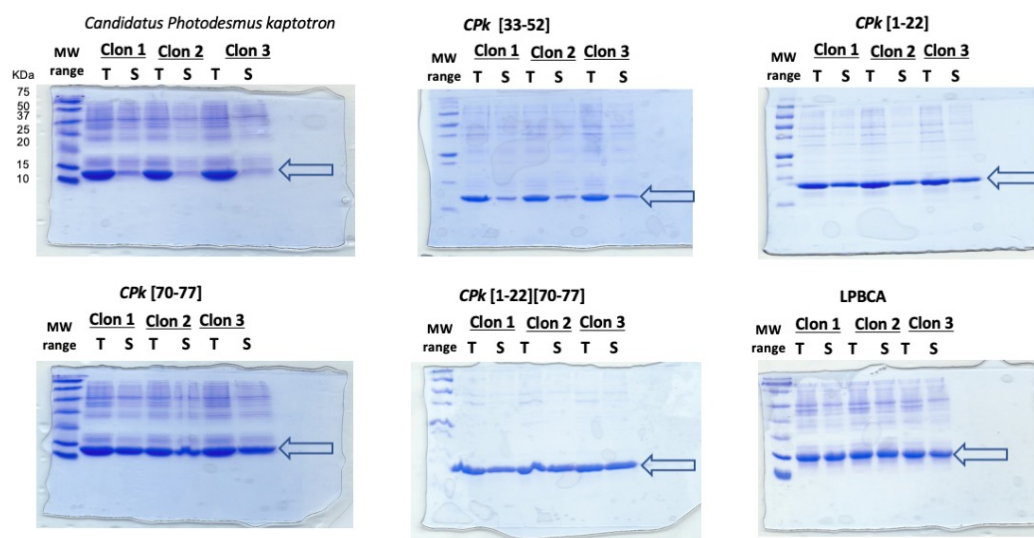 Candidatus Photodesmus kaptotron
MW
range
Clon 1 Clon 2 Clon 3
T S T S T S
KDa
75
50
37
25
20
15
10
CPk [33-52]
MW
range
Clon 1 Clon 2 Clon 3
T S T S T S
CPk [1-22]
MW
range
Clon 1 Clon 2 Clon 3
T S T S T S
CPk [70-77]
MW
range
Clon 1 Clon 2 Clon 3
T S T S T S
CPk [1-22][70-77]
MW
range
Clon 1 Clon 2 Clon 3
T S T S T S
LPBCA
MW
range
Clon 1 Clon 2 Clon 3
T S T S T S